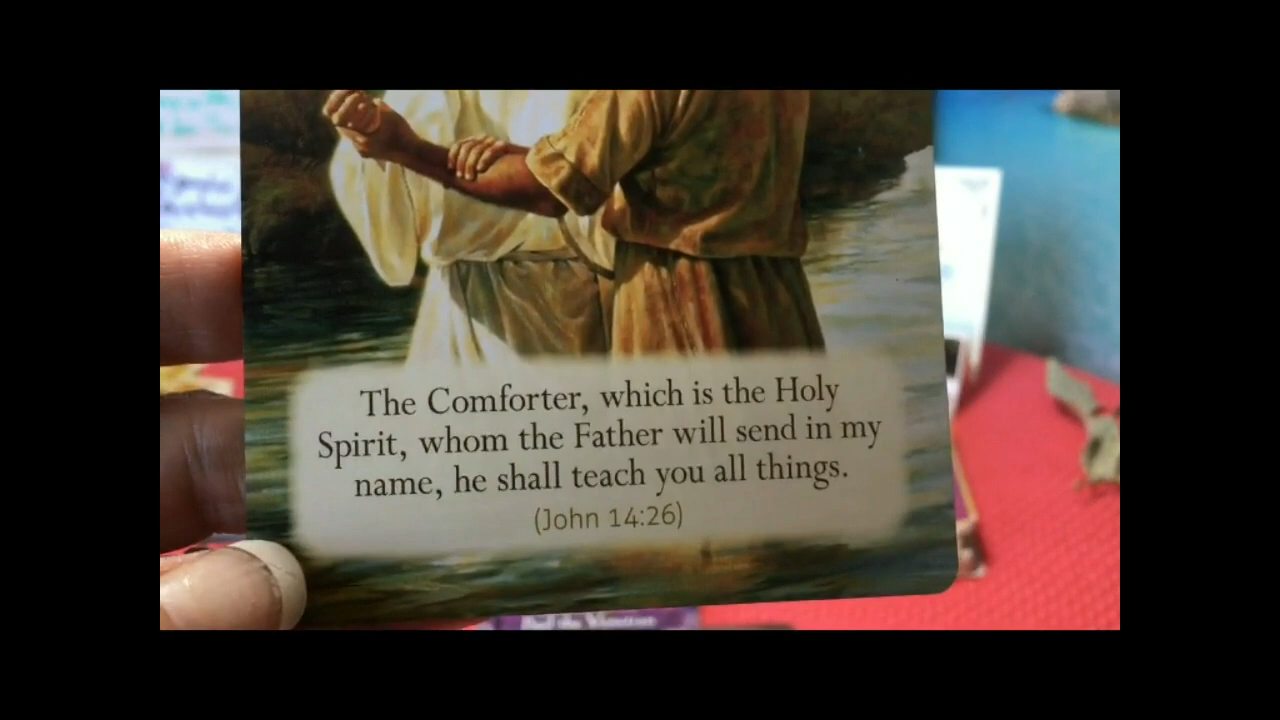 The Comforter, which is the Holy
Spirit, whom the Father will send in my
name, he shall teach you all things.
(John 14:26)